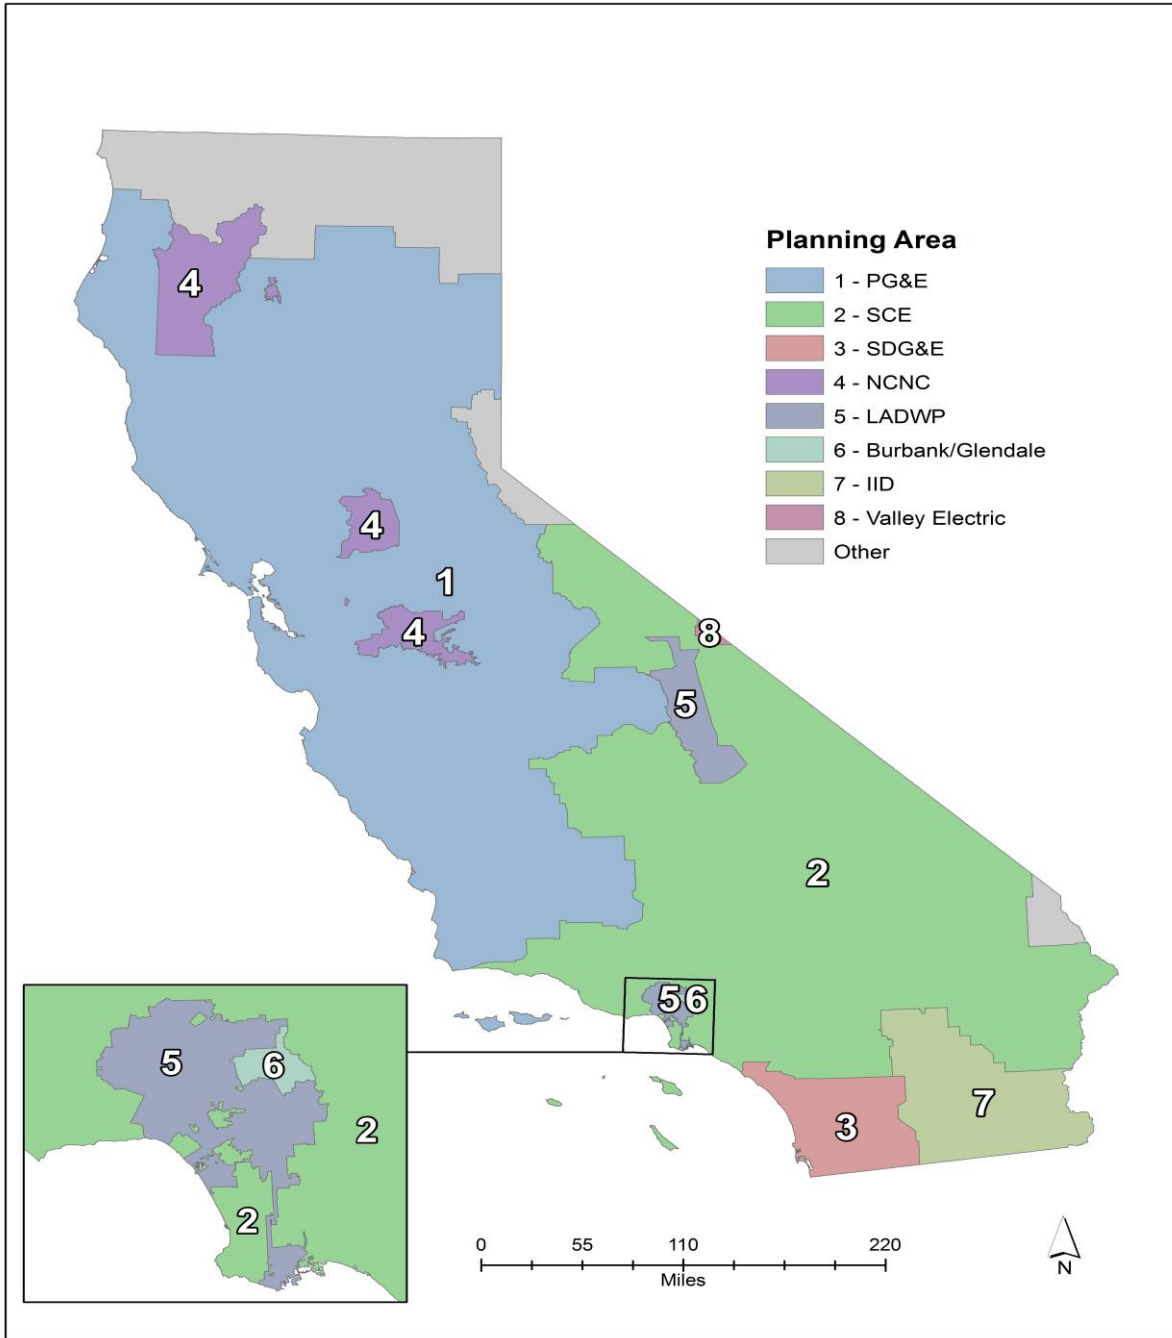 Planning Area
1 - PG&E
2 - SCE
3 - SDG&E
4 - NCNC
5 - LADWP
6 - Burbank/Glendale
7 - IID
8 - Valley Electric
Other
4
4
1
4
8
5
2
5 6
3
7
5
6
2
2
0 55 110 220
Miles
N